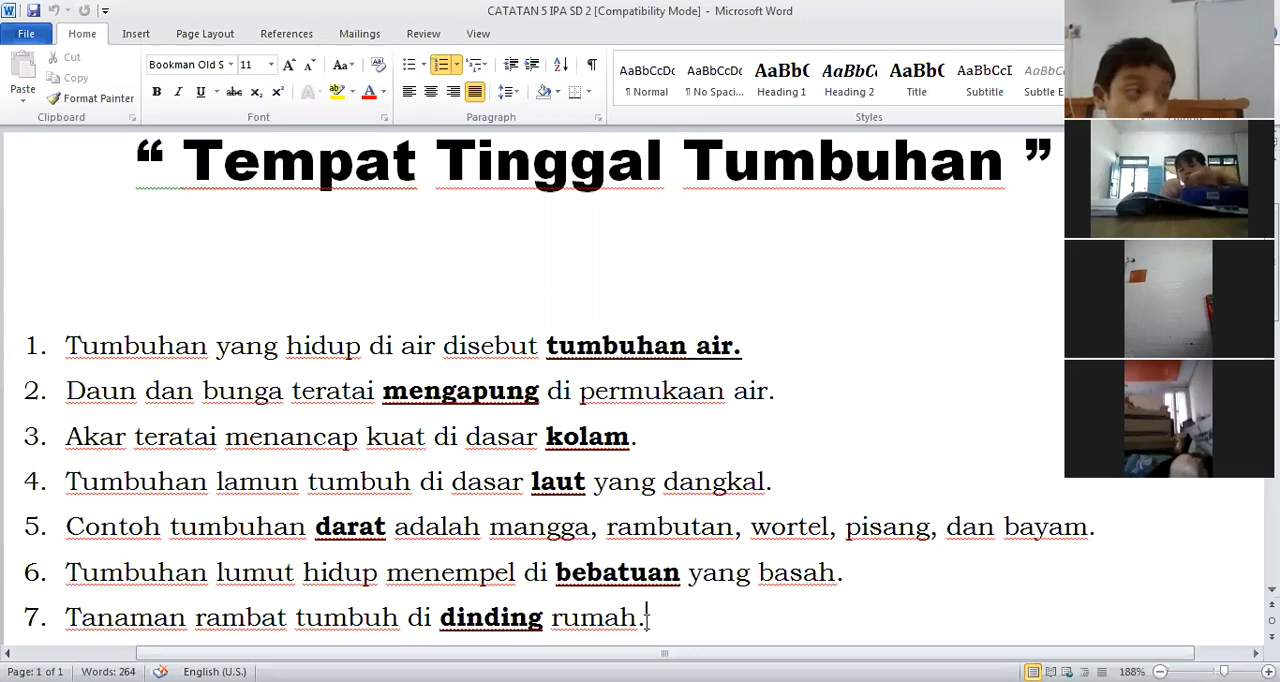 CATATAN 5 IPA SD 2 [Compatibility Mode] - Microsoft Word
File Home Insert Page Layout References Mailings Review View
Paste
Cut
Copy
Format Painter
Clipboard
Bookman Old S 11
Font
Paragraph
AaBbCcDc AaBbCcDc AaBbC AaBbCc AaBbC AaBbCcI AaBbCc
¶ Normal ¶ No Spaci... Heading 1 Heading 2 Title Subtitle Subtle E
Styles
“ Tempat Tinggal Tumbuhan ”
1. Tumbuhan yang hidup di air disebut tumbuhan air.
2. Daun dan bunga teratai mengapung di permukaan air.
3. Akar teratai menancap kuat di dasar kolam.
4. Tumbuhan lamun tumbuh di dasar laut yang dangkal.
5. Contoh tumbuhan darat adalah mangga, rambutan, wortel, pisang, dan bayam.
6. Tumbuhan lumut hidup menempel di bebatuan yang basah.
7. Tanaman rambat tumbuh di dinding rumah.
Page: 1 of 1 Words: 264 English (U.S.) 188%